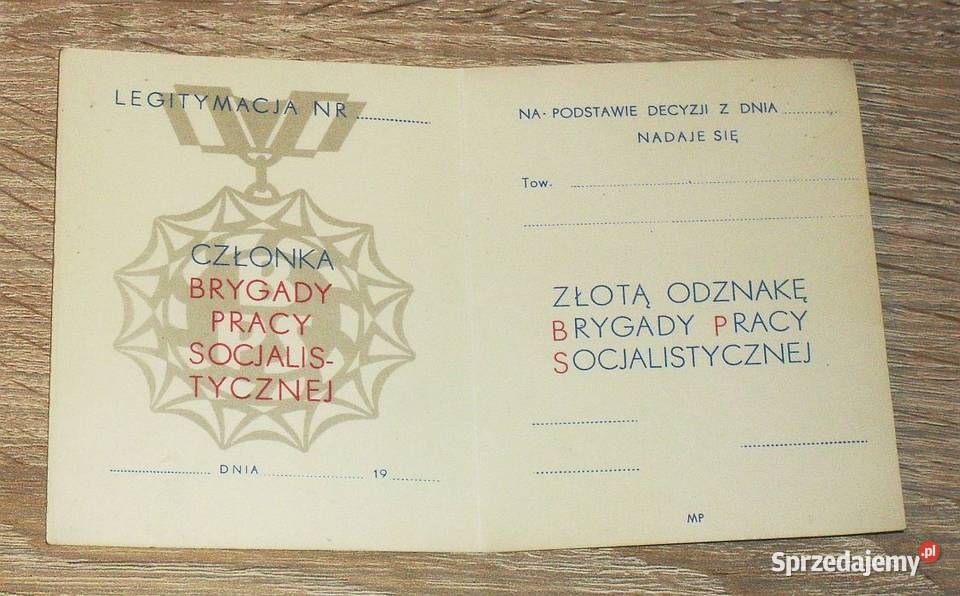 LEGITYMACJA NR
CZŁONKA
BRYGADY
PRACY
SOCJALIS-
TYCZNEJ
DNIA 19
NA PODSTAWIE DECYZJI Z DNIA
NADAJE SIĘ
Tow.
ZŁOTĄ ODZNAKĘ
BRYGADY PRACY
SOCJALISTYCZNEJ
MP
Sprzedajemy.pl